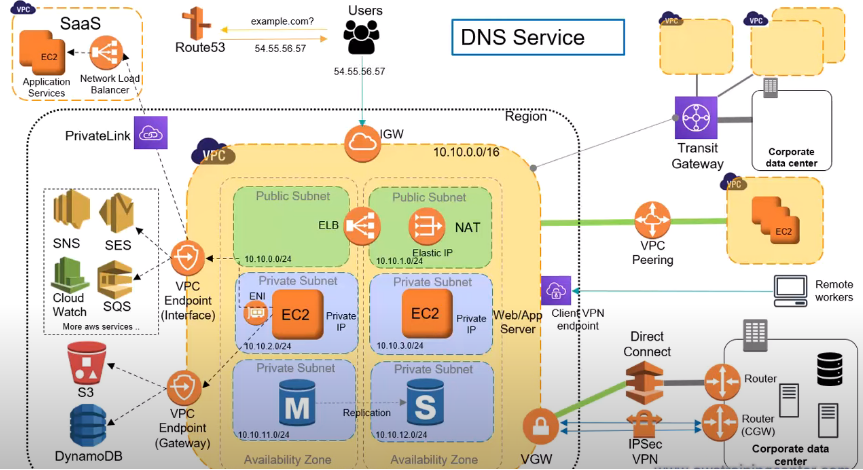 VPC
SaaS
EC2
Application
Services
Network Load
Balancer
Route53
example.com?
54.55.56.57
Users
54.55.56.57
DNS Service
VPC
VPC
Transit
Gateway
Corporate
data center
PrivateLink
Region
IGW
VPC
10.10.0.0/16
Public Subnet
10.10.0.0/24
ELB
Public Subnet
NAT
Elastic IP
10.10.1.0/24
VPC
Peering
VPC
EC2
SNS
SES
Cloud
Watch
SQS
More aws services ..
VPC
Endpoint
(Interface)
Private Subnet
ENI
EC2
Private
IP
10.10.2.0/24
Private Subnet
EC2
Private
IP
10.10.3.0/24
Web/App
Server
Client VPN
endpoint
Remote
workers
S3
DynamoDB
VPC
Endpoint
(Gateway)
Private Subnet
M
10.10.11.0/24
Replication
Private Subnet
S
10.10.12.0/24
Availability Zone
Availability Zone
VGW
Direct
Connect
IPSec
VPN
Router
Router
(CGW)
Corporate
data center